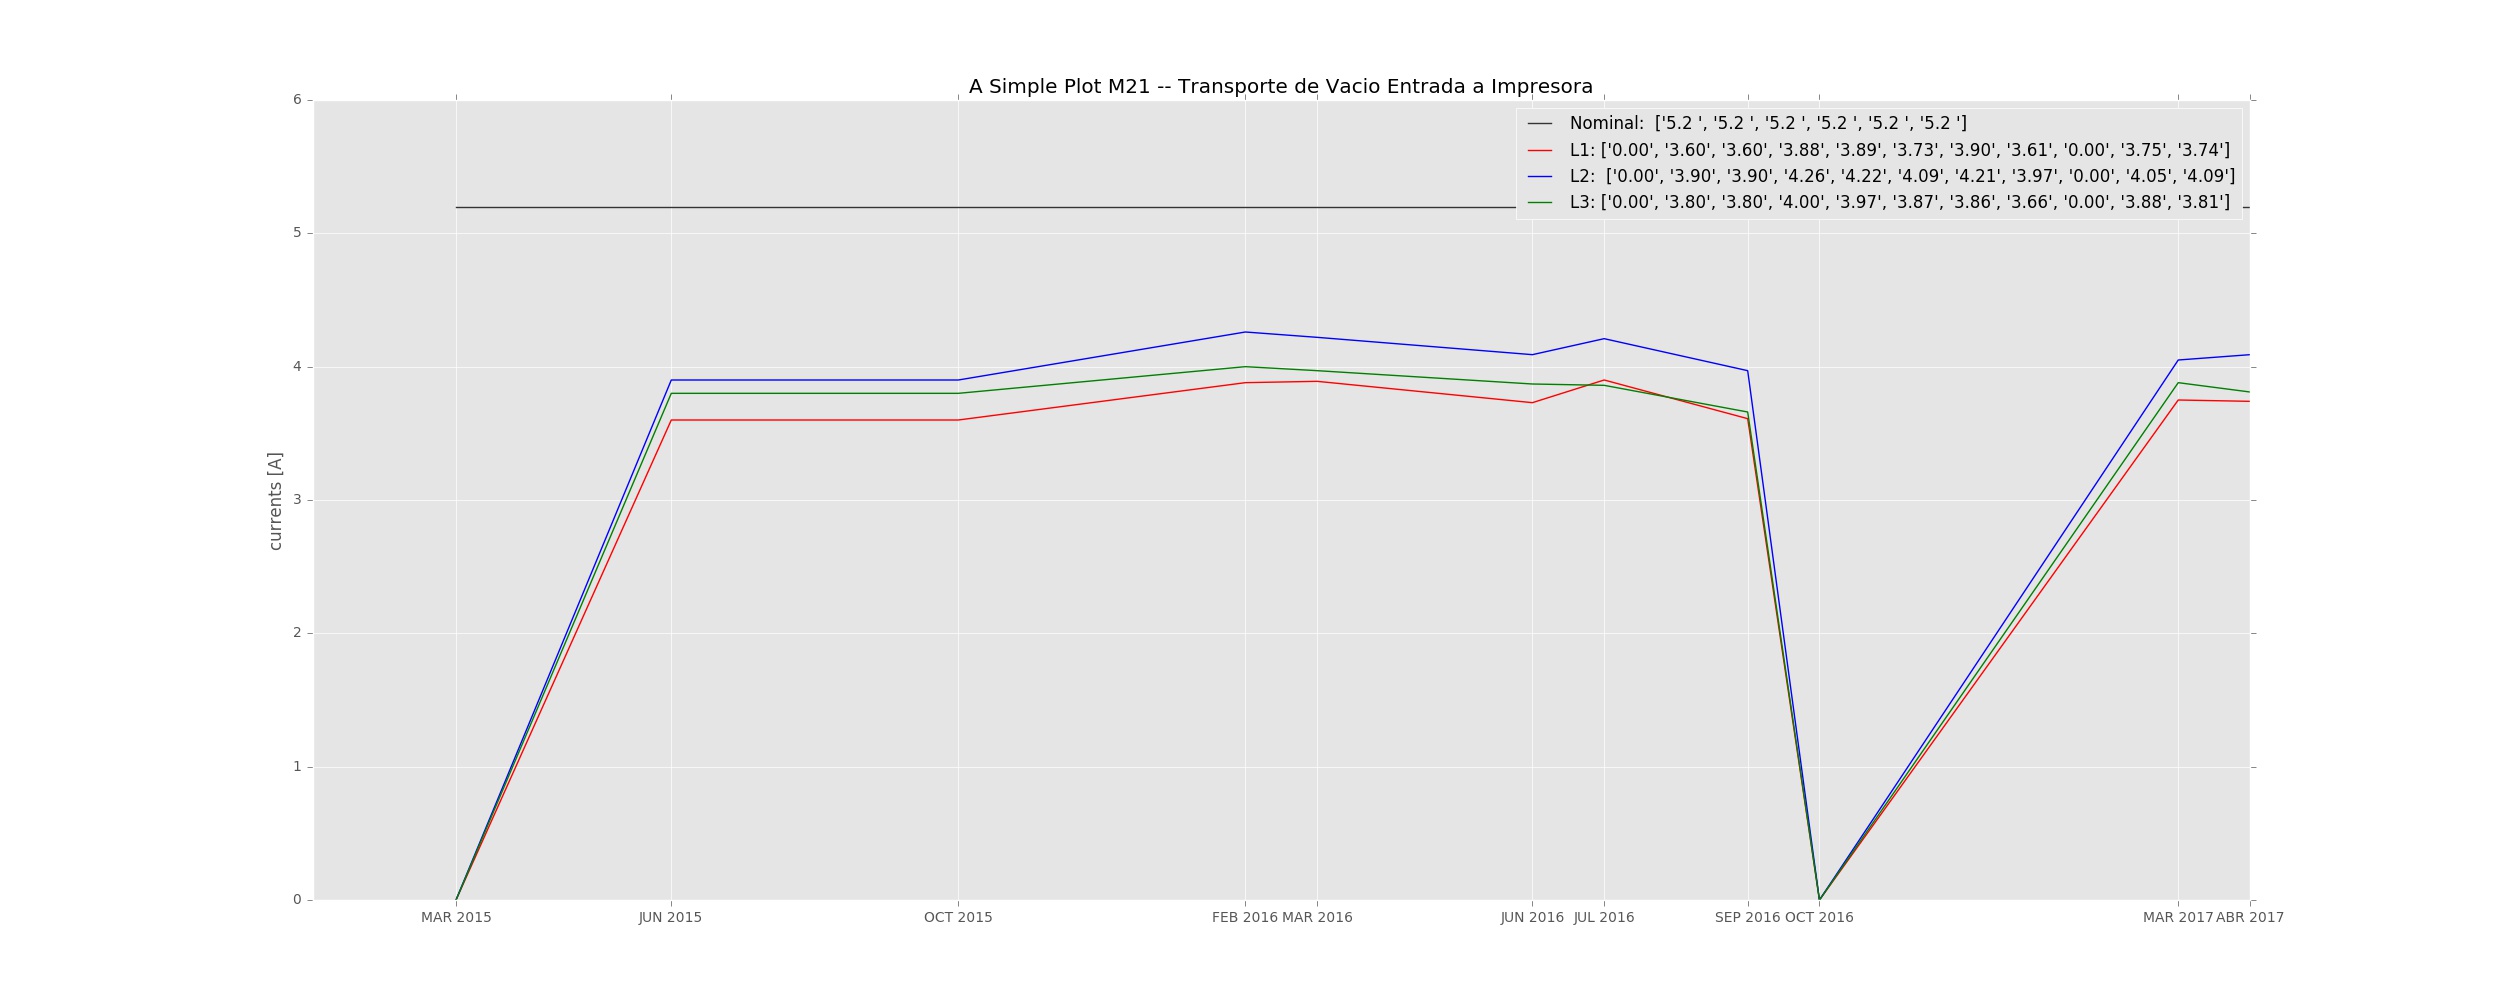 A Simple Plot M21 -- Transporte de Vacio Entrada a Impresora
Nominal:  ['5.2 ', '5.2 ', '5.2 ', '5.2 ', '5.2 ', '5.2 ']
L1: ['0.00', '3.60', '3.60', '3.88', '3.89', '3.73', '3.90', '3.61', '0.00', '3.75', '3.74']
L2:  ['0.00', '3.90', '3.90', '4.26', '4.22', '4.09', '4.21', '3.97', '0.00', '4.05', '4.09']
L3: ['0.00', '3.80', '3.80', '4.00', '3.97', '3.87', '3.86', '3.66', '0.00', '3.88', '3.81']
6
5
4
3
2
1
0
currents [A]
MAR 2015 JUN 2015 OCT 2015 FEB 2016 MAR 2016 JUN 2016 JUL 2016 SEP 2016 OCT 2016 MAR 2017 ABR 2017